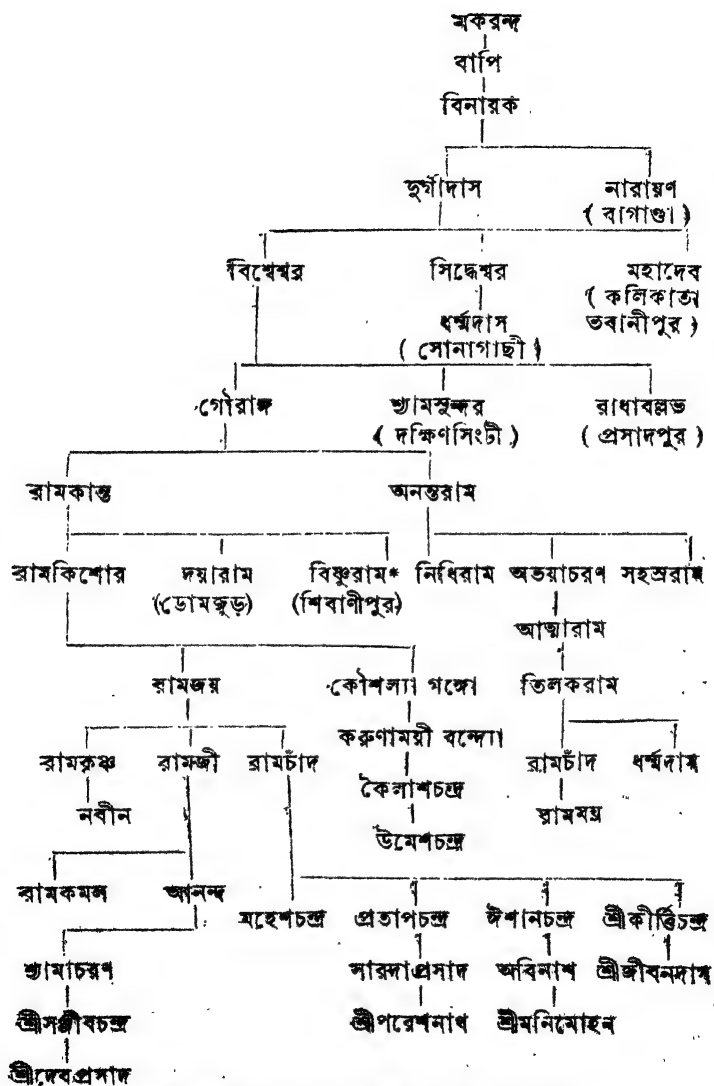 মকরন্দ
বাপি
বিনায়ক
দুর্গাদাস নারায়ণ
( বাগাণ্ডা )
বিশ্বেশ্বর সিদ্ধেশ্বর মহাদেব
( কলিকাতা
ধর্ম্মদাস ভবানীপুর )
( সোনাগাছী )
গৌরাঙ্গ শ্যামসুন্দর রাধাবল্লভ
( দক্ষিণসিংটী ) (প্রসাদপুর )
রামকান্ত অনন্তরাম
রামকিশোর দয়ারাম বিষ্ণুরাম* নিধিরাম অভয়াচরণ সহস্ররাম
(ডোমজুড়) (শিবাণীপুর)
আত্মারাম
রামজয় কৌশল্যা গঙ্গো তিলকরাম
করুণাময়ী বন্দ্যো
রামকৃষ্ণ রামজী রামচাঁদ রামচাঁদ ধর্ম্মদাস
কৈলাশচন্দ্র
নবীন রামময়
উমেশচন্দ্র
রামকমল আনন্দ
মহেশচন্দ্র প্রতাপচন্দ্র ঈশানচন্দ্র শ্রীকীর্ত্তিচন্দ্র
শ্যামাচরণ সারদাপ্রসাদ অবিনাশ শ্রীজীবনদাস
শ্রীসঞ্জীবচন্দ্র শ্রীপরেশনাথ শ্রীমনিমোহন
শ্রীদেবপ্রসাদ